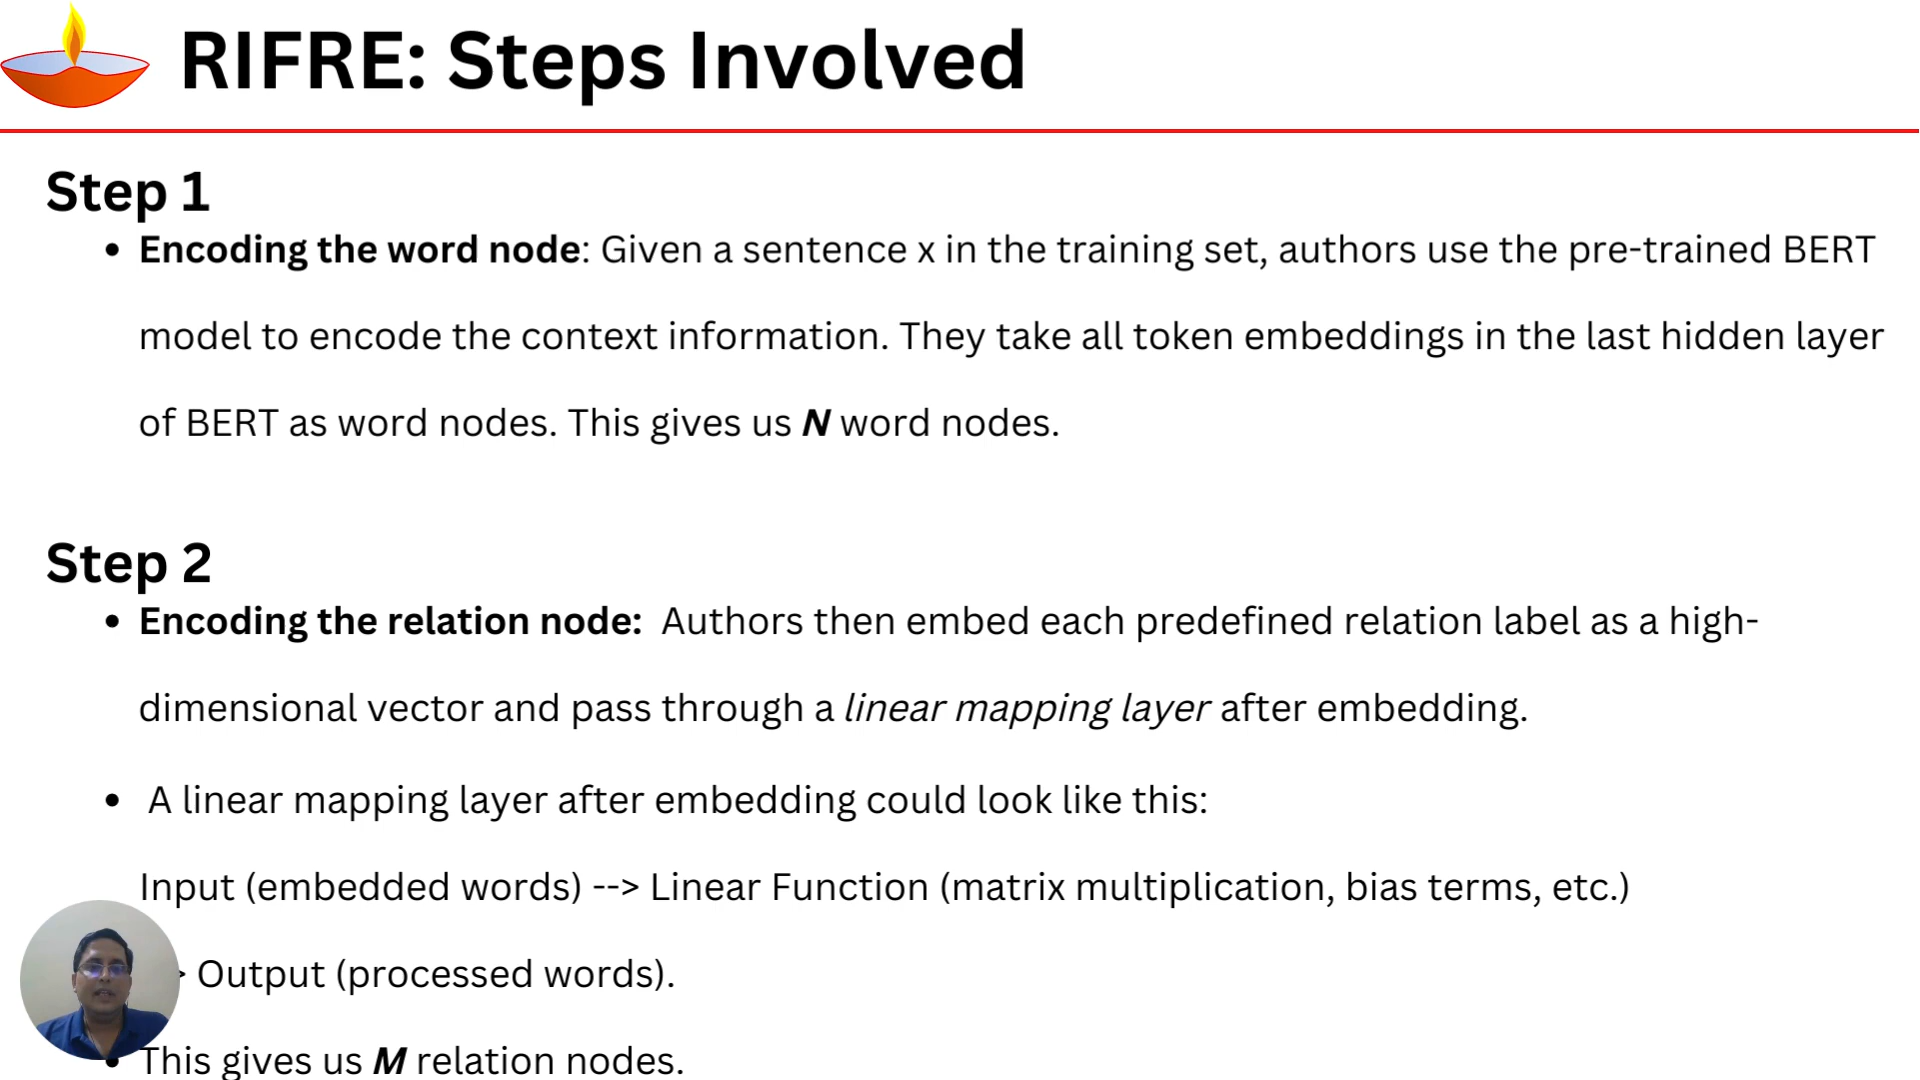 RIFRE: Steps Involved
Step 1
• Encoding the word node: Given a sentence x in the training set, authors use the pre-trained BERT
model to encode the context information. They take all token embeddings in the last hidden layer
of BERT as word nodes. This gives us N word nodes.
Step 2
• Encoding the relation node: Authors then embed each predefined relation label as a high-
dimensional vector and pass through a linear mapping layer after embedding.
• A linear mapping layer after embedding could look like this:
Input (embedded words) --> Linear Function (matrix multiplication, bias terms, etc.)
> Output (processed words).
• This gives us M relation nodes.